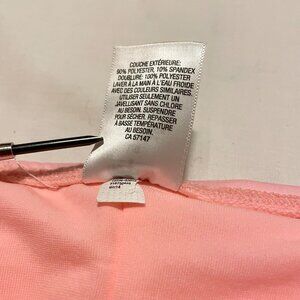 COUCHE EXTÉRIEURE:
90% POLYESTER, 10% SPANDEX
DOUBLURE: 100% POLYESTER
LAVER À LA MAIN À L'EAU FROIDE
AVEC DES COULEURS SIMILAIRES.
UTILISER SEULEMENT UN
JAVELLISANT SANS CHLORE
AU BESOIN. SUSPENDRE
POUR SÉCHER. REPASSER
À BASSE TEMPÉRATURE
AU BESOIN.
CA 57147